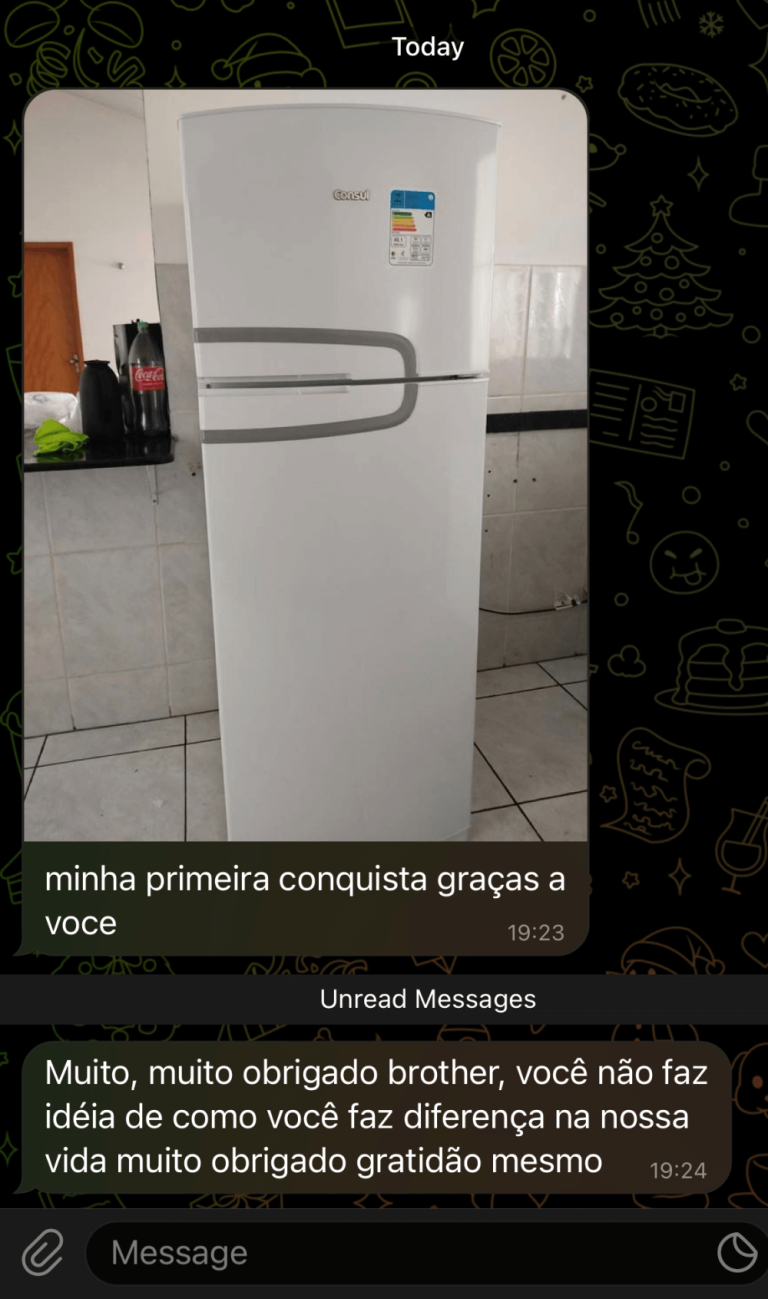 Today
Consul
Coca-Cola
minha primeira conquista graças a
voce
19:23
Unread Messages
Muito, muito obrigado brother, você não faz
idéia de como você faz diferença na nossa
vida muito obrigado gratidão mesmo
19:24
Message